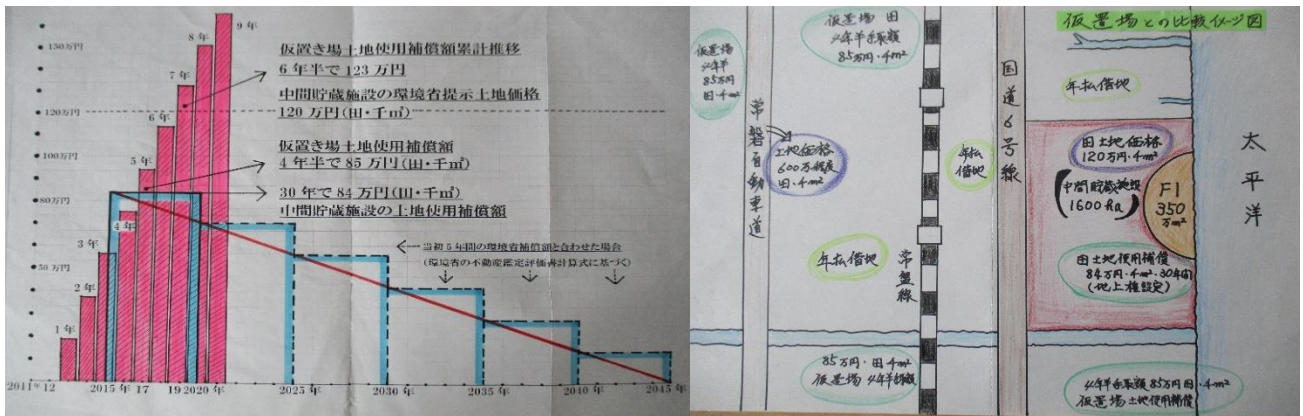 9年
8年
130万円
仮置き場土地使用補償額累計推移
7年
6年半で123万円
中間貯蔵施設の環境省提示土地価格
120万円
120万円(田・千㎡)
6年
仮置き場土地使用補償額
5年
100万円
4年半で85万円(田・千㎡)
30年で84万円(田・千㎡)
80万円
中間貯蔵施設の土地使用補償額
4年
3年
当初5年間の環境省補償額と合わせた場合
50万円
(環境省の不動産鑑定評価書計算式に基づく)
2年
1年
2011年12
2015年
17
19
2020年
2025年
2030年
2035年
2040年
2045年
仮置場との比較イメージ図
仮置場 田
4年半受取額
85万円・千m²
仮置場
4年半
85万円
田・千m²
国道6号線
年払借地
常磐自動車道
土地価格
600万程度
田・千m²
年払
借地
田土地価格
120万円・千m²
太平洋
(中間貯蔵施設
1600ha)
F1
350
万m²
年払借地
常盤線
田土地使用補償
84万円・千m²・30年間
(地上権設定)
85万円・田・千m²
仮置場 4年半受取額
4年半受取額85万円田・千m²
仮置場土地使用補償